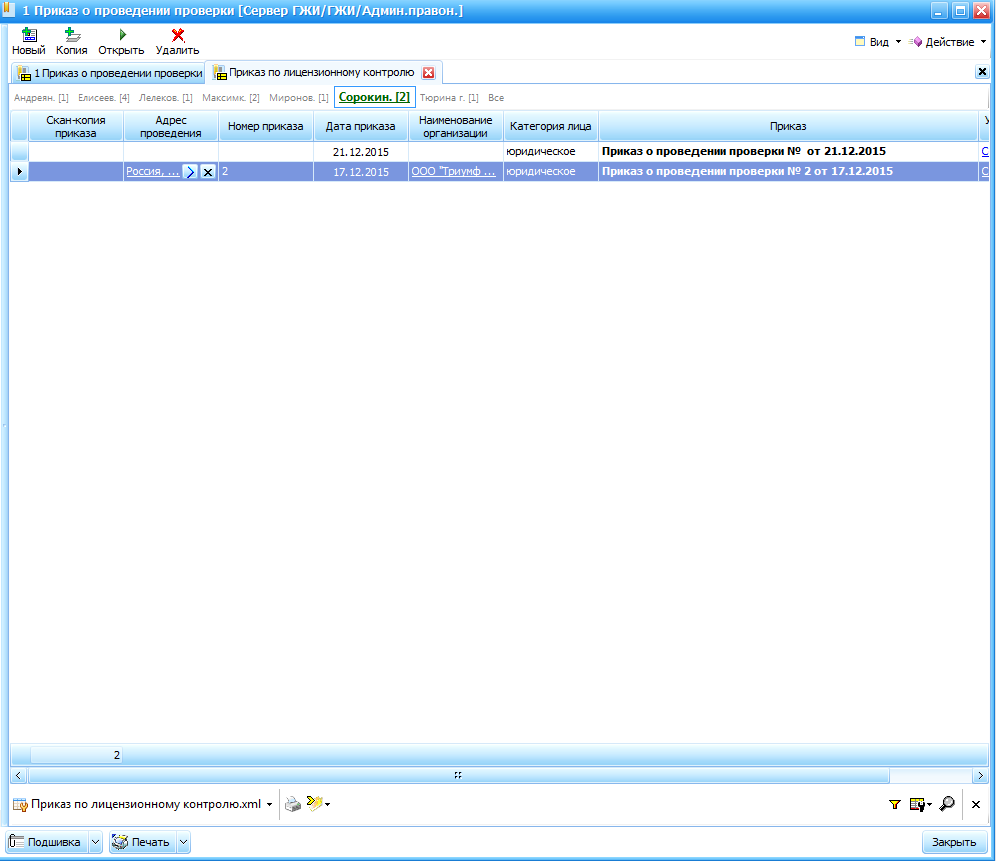 1 Приказ о проведении проверки [Сервер ГЖИ/ГЖИ/Админ.правон.]
Новый Копия Открыть Удалить Вид Действие
1 Приказ о проведении проверки Приказ по лицензионному контролю
Андреян. [1] Елисеев. [4] Лелеков. [1] Максимк. [2] Миронов. [1] Сорокин. [2] Тюрина г. [1] Все
Скан-копия приказа Адрес проведения Номер приказа Дата приказа Наименование организации Категория лица Приказ У
21.12.2015 юридическое Приказ о проведении проверки № от 21.12.2015 С
Россия, ... 2 17.12.2015 ООО "Триумф ... юридическое Приказ о проведении проверки № 2 от 17.12.2015 С
2
Приказ по лицензионному контролю.xml
Подшивка Печать Закрыть